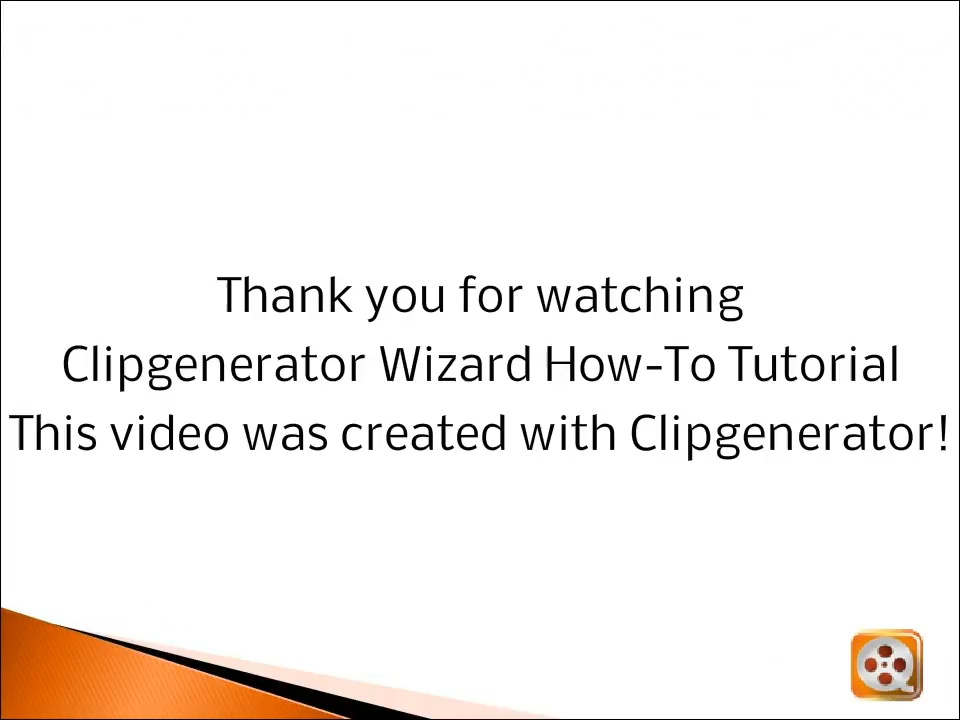 Thank you for watching
Clipgenerator Wizard How-To Tutorial
This video was created with Clipgenerator!